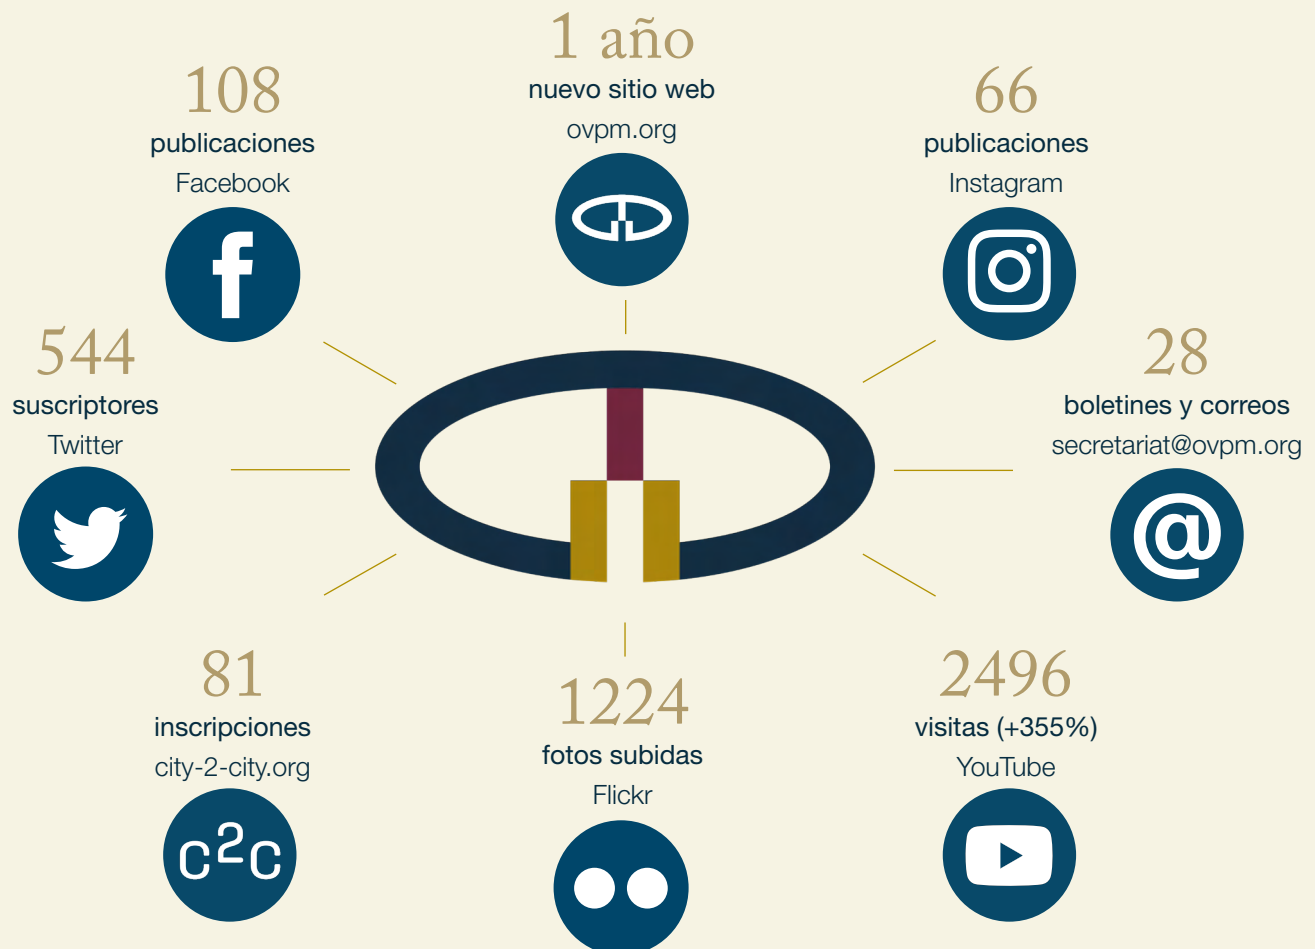 1 año
nuevo sitio web
ovpm.org
108
publicaciones
Facebook
f
66
publicaciones
Instagram
544
suscriptores
Twitter
28
boletines y correos
secretariat@ovpm.org
@
81
inscripciones
city-2-city.org
c²c
1224
fotos subidas
Flickr
2496
visitas (+355%)
YouTube